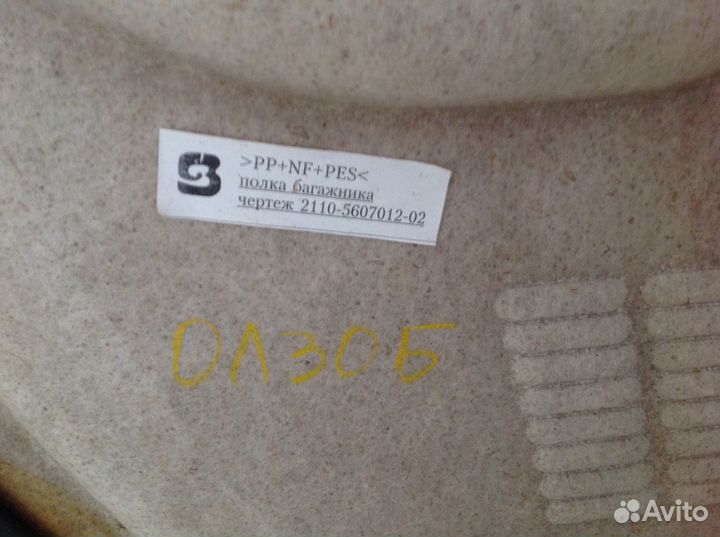 >PP+NF+PES<
полка багажника
чертеж 2110-5607012-02
ОЛ30Б
Avito